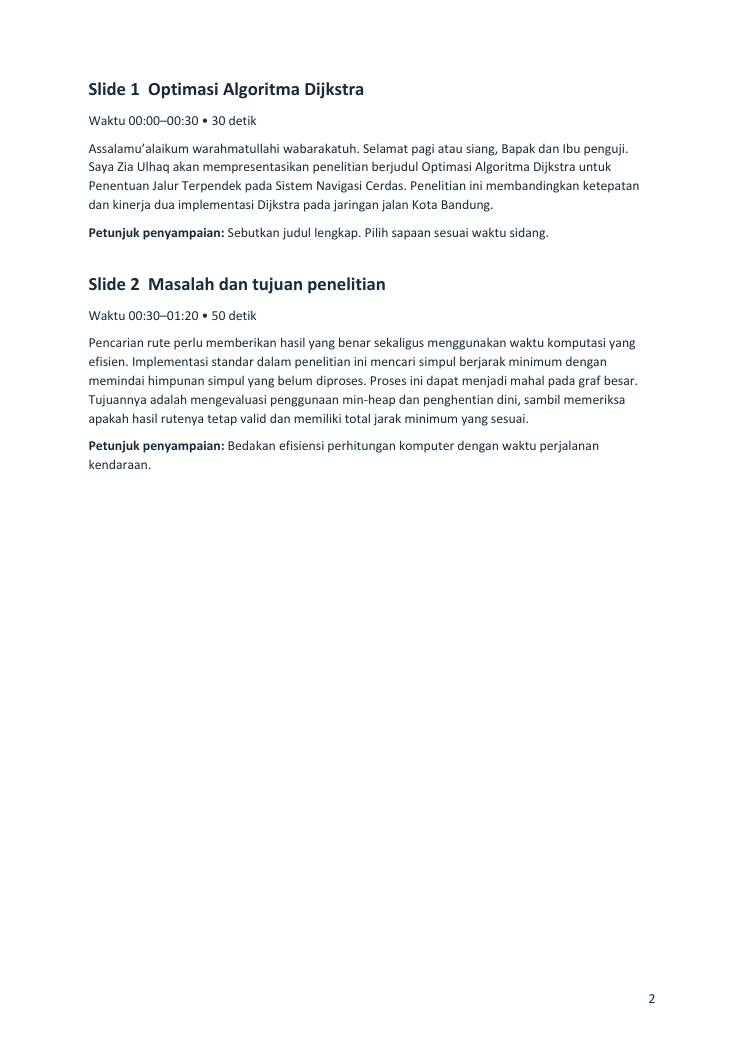 Slide 1  Optimasi Algoritma Dijkstra
Waktu 00:00–00:30 • 30 detik
Assalamu’alaikum warahmatullahi wabarakatuh. Selamat pagi atau siang, Bapak dan Ibu penguji.
Saya Zia Ulhaq akan mempresentasikan penelitian berjudul Optimasi Algoritma Dijkstra untuk
Penentuan Jalur Terpendek pada Sistem Navigasi Cerdas. Penelitian ini membandingkan ketepatan
dan kinerja dua implementasi Dijkstra pada jaringan jalan Kota Bandung.
Petunjuk penyampaian: Sebutkan judul lengkap. Pilih sapaan sesuai waktu sidang.
Slide 2  Masalah dan tujuan penelitian
Waktu 00:30–01:20 • 50 detik
Pencarian rute perlu memberikan hasil yang benar sekaligus menggunakan waktu komputasi yang
efisien. Implementasi standar dalam penelitian ini mencari simpul berjarak minimum dengan
memindai himpunan simpul yang belum diproses. Proses ini dapat menjadi mahal pada graf besar.
Tujuannya adalah mengevaluasi penggunaan min-heap dan penghentian dini, sambil memeriksa
apakah hasil rutenya tetap valid dan memiliki total jarak minimum yang sesuai.
Petunjuk penyampaian: Bedakan efisiensi perhitungan komputer dengan waktu perjalanan
kendaraan.
2